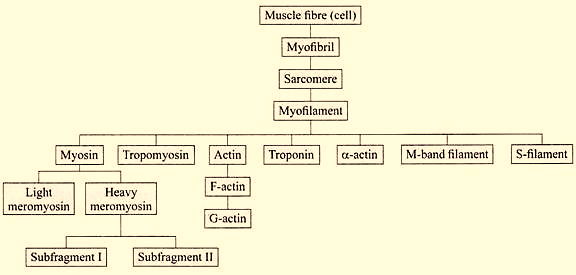 Muscle fibre (cell)
Myofibril
Sarcomere
Myofilament
Myosin
Tropomyosin
Actin
Troponin
α-actin
M-band filament
S-filament
Light
meromyosin
Heavy
meromyosin
F-actin
G-actin
Subfragment I
Subfragment II